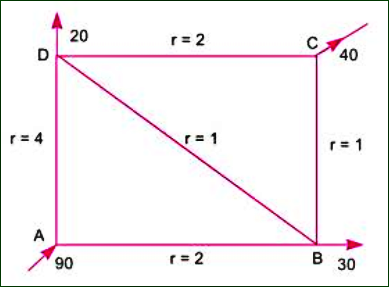 20
r = 2
C
D
40
r = 4
r = 1
r = 1
A
90
r = 2
B
30